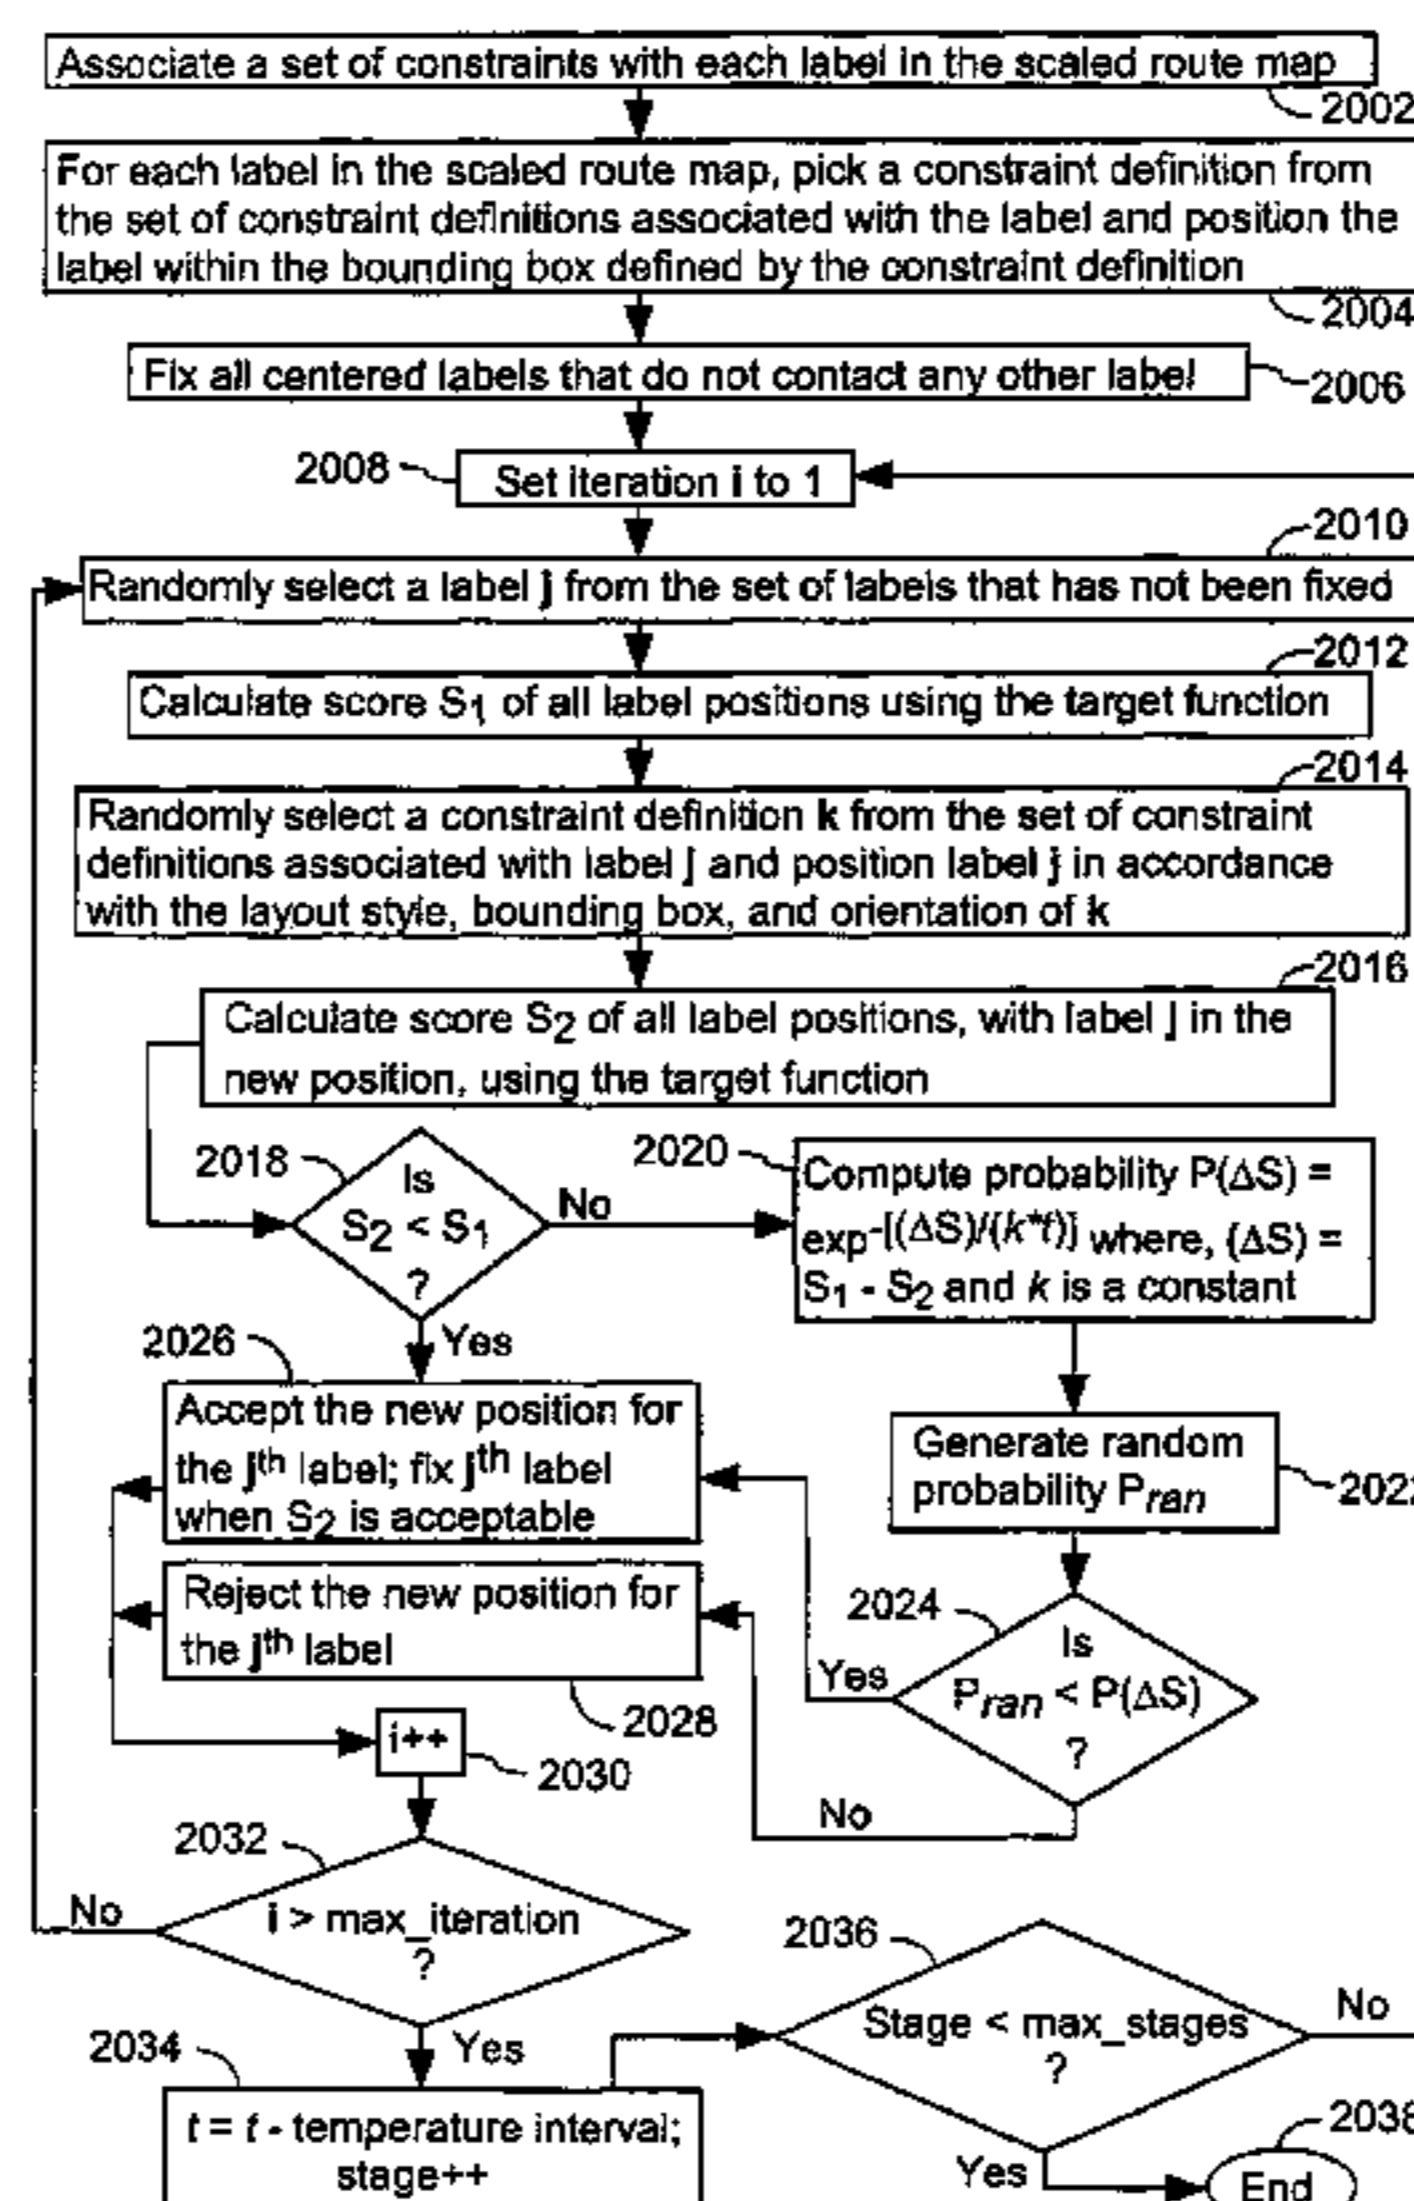 Associate a set of constraints with each label in the scaled route map
2002
For each label in the scaled route map, pick a constraint definition from
the set of constraint definitions associated with the label and position the
label within the bounding box defined by the constraint definition
2004
Fix all centered labels that do not contact any other label
2006
2008
Set iteration i to 1
2010
Randomly select a label j from the set of labels that has not been fixed
2012
Calculate score S1 of all label positions using the target function
2014
Randomly select a constraint definition k from the set of constraint
definitions associated with label j and position label j in accordance
with the layout style, bounding box, and orientation of k
2016
Calculate score S2 of all label positions, with label j in the
new position, using the target function
2018
Is
S2 < S1
?
No
Yes
2020
Compute probability P(ΔS) =
exp-[(ΔS)/(k*t)] where, (ΔS) =
S1 - S2 and k is a constant
2026
Accept the new position for
the jth label; fix jth label
when S2 is acceptable
Generate random
probability Pran
2022
Reject the new position for
the jth label
2028
2024
Is
Pran < P(ΔS)
?
Yes
No
i++
2030
2032
i > max_iteration
?
No
Yes
2034
t = t - temperature interval;
stage++
2036
Stage < max_stages
?
No
Yes
2038
End